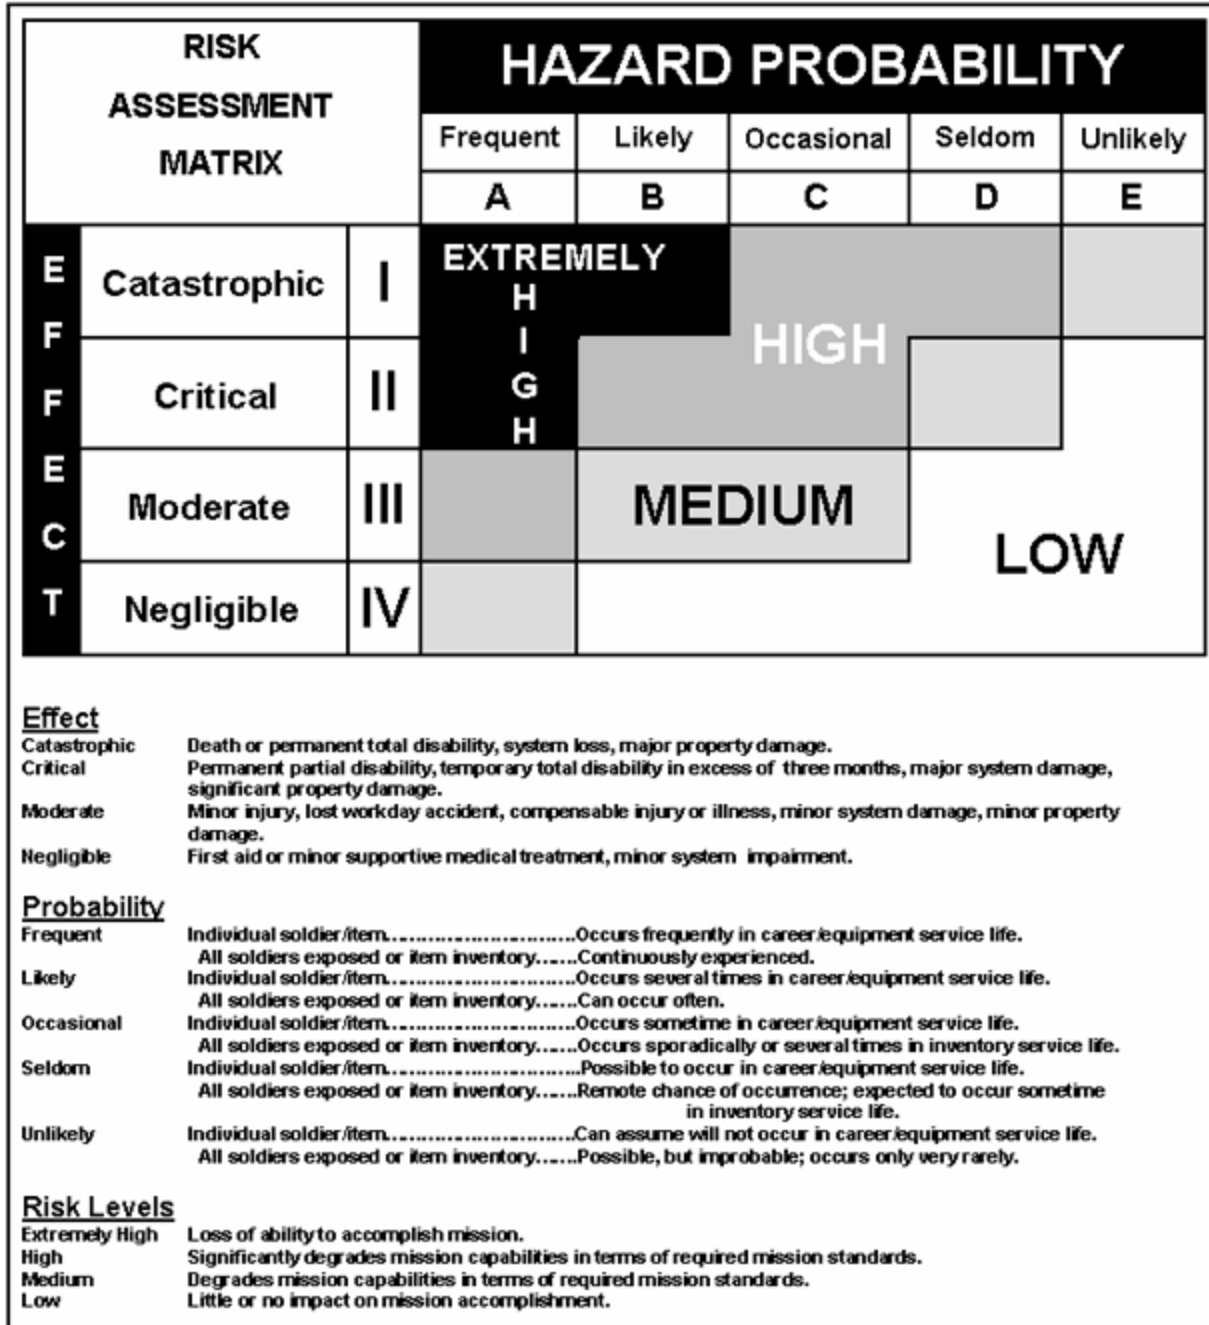 RISK
ASSESSMENT
MATRIX
HAZARD PROBABILITY
Frequent Likely Occasional Seldom Unlikely
A B C D E
EFFECT
Catastrophic I
Critical II
Moderate III
Negligible IV
EXTREMELY
HIGH
HIGH
MEDIUM
LOW
Effect
Catastrophic Death or permanent total disability, system loss, major property damage.
Critical Permanent partial disability, temporary total disability in excess of three months, major system damage,
significant property damage.
Moderate Minor injury, lost workday accident, compensable injury or illness, minor system damage, minor property
damage.
Negligible First aid or minor supportive medical treatment, minor system impairment.
Probability
Frequent Individual soldier/item................................Occurs frequently in career/equipment service life.
All soldiers exposed or item inventory.......Continuously experienced.
Likely Individual soldier/item................................Occurs several times in career/equipment service life.
All soldiers exposed or item inventory.......Can occur often.
Occasional Individual soldier/item................................Occurs sometime in career/equipment service life.
All soldiers exposed or item inventory.......Occurs sporadically or several times in inventory service life.
Seldom Individual soldier/item................................Possible to occur in career/equipment service life.
All soldiers exposed or item inventory.......Remote chance of occurrence; expected to occur sometime
in inventory service life.
Unlikely Individual soldier/item................................Can assume will not occur in career/equipment service life.
All soldiers exposed or item inventory.......Possible, but improbable; occurs only very rarely.
Risk Levels
Extremely High Loss of ability to accomplish mission.
High Significantly degrades mission capabilities in terms of required mission standards.
Medium Degrades mission capabilities in terms of required mission standards.
Low Little or no impact on mission accomplishment.